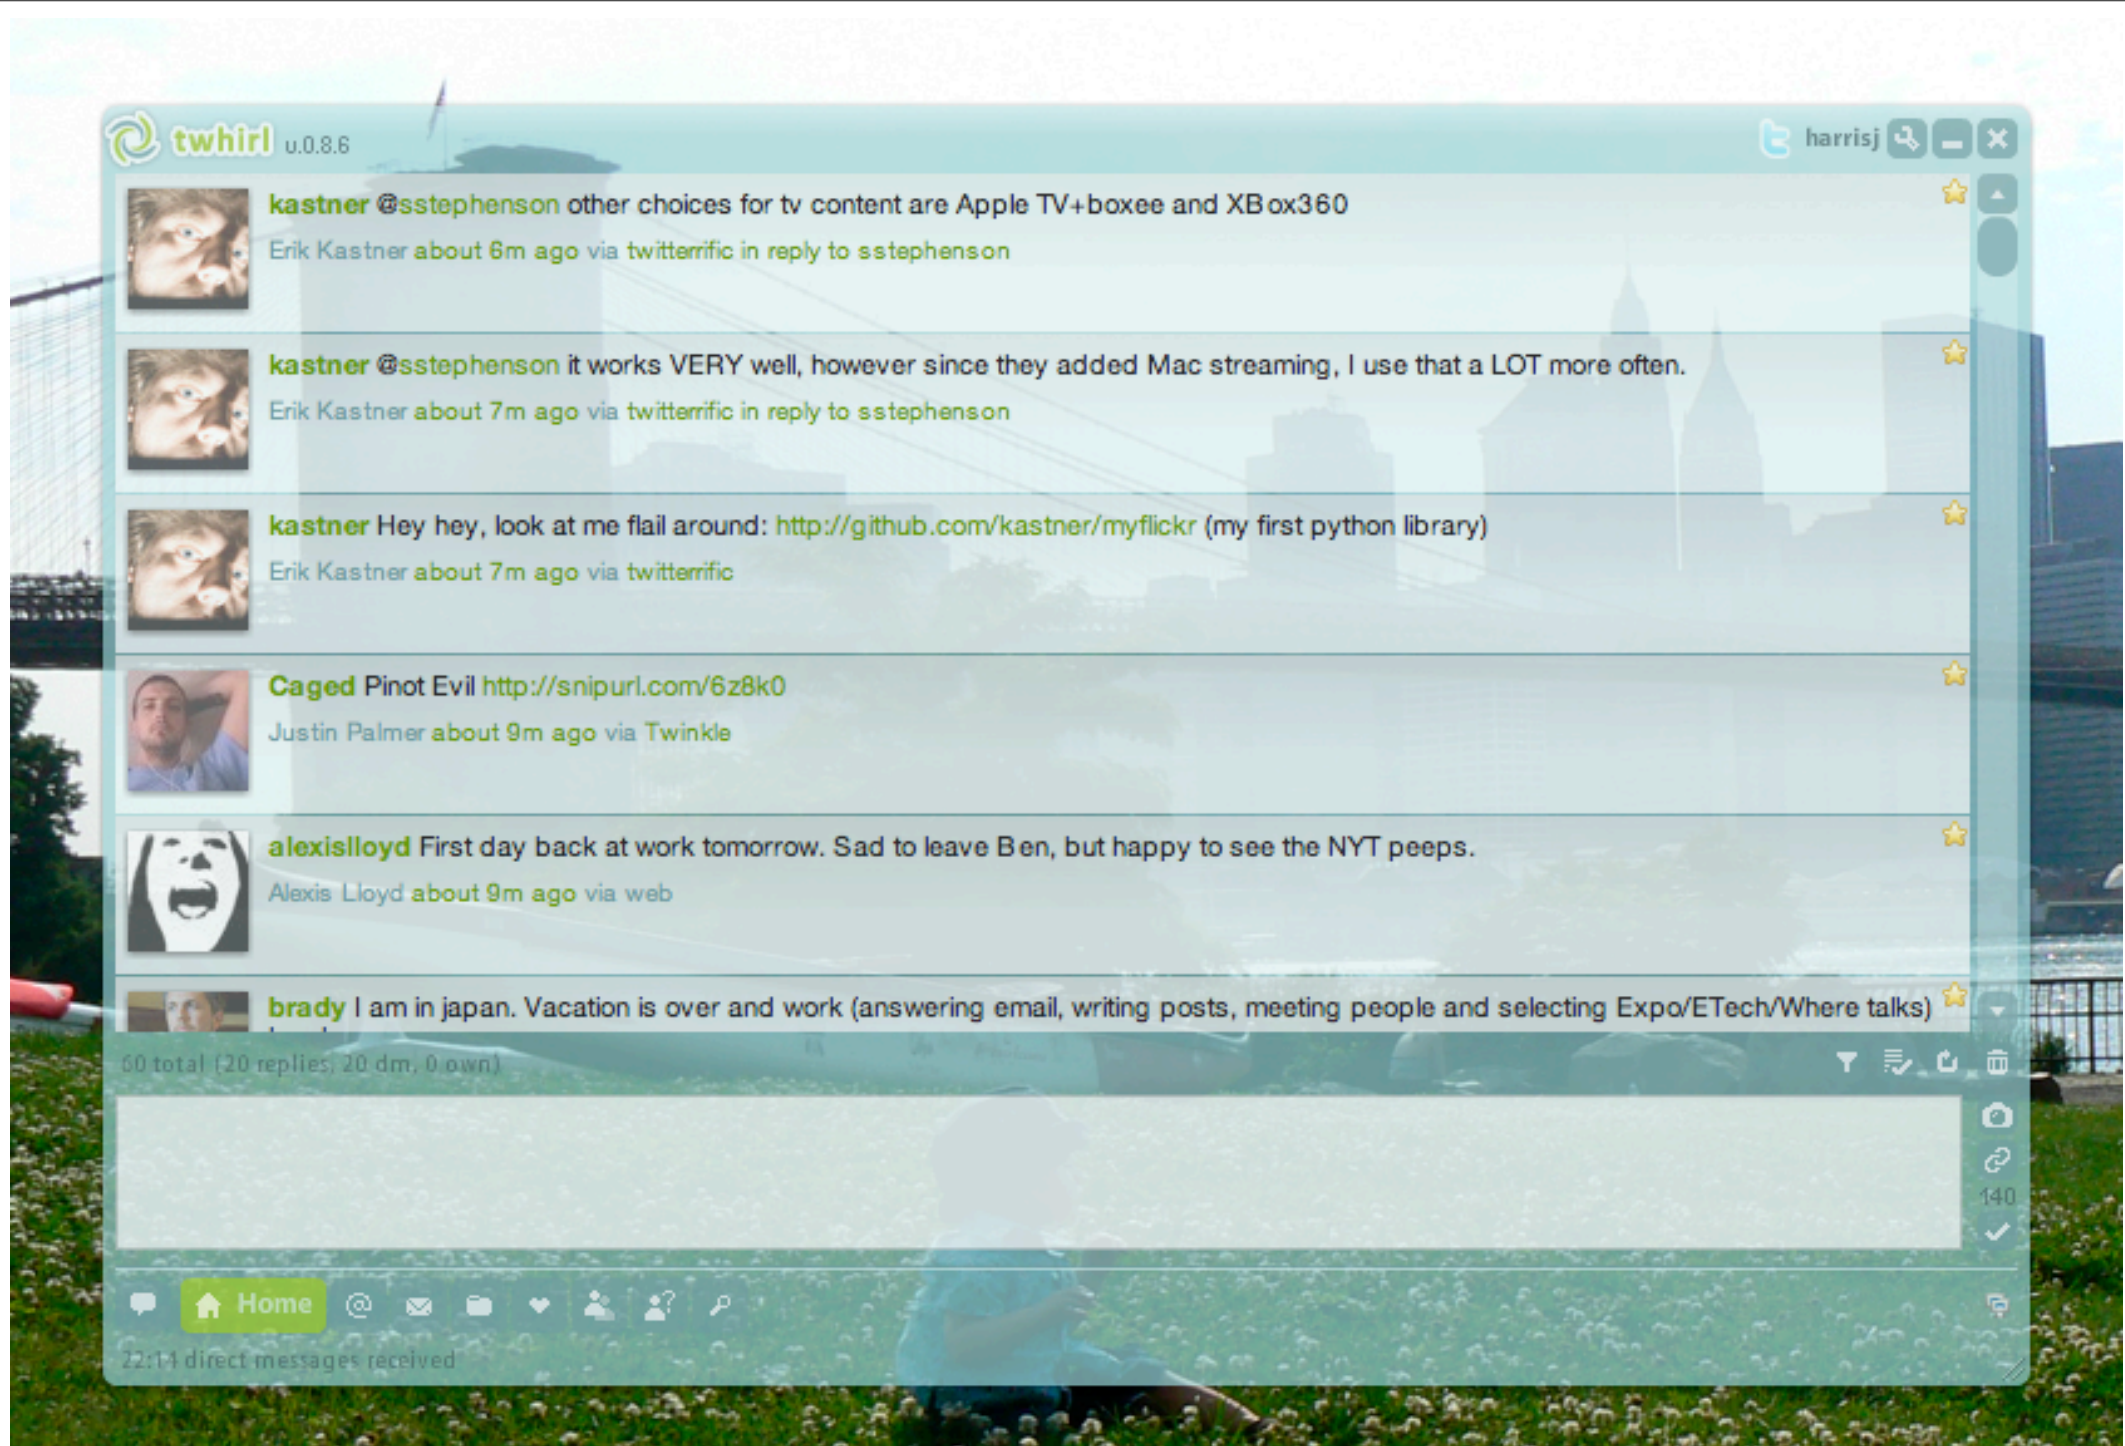 twhirl v.0.8.6
harrisj
kastner @sstephenson other choices for tv content are Apple TV+boxee and XBox360
Erik Kastner about 6m ago via twitterrific in reply to sstephenson
kastner @sstephenson it works VERY well, however since they added Mac streaming, I use that a LOT more often.
Erik Kastner about 7m ago via twitterrific in reply to sstephenson
kastner Hey hey, look at me flail around: http://github.com/kastner/myflickr (my first python library)
Erik Kastner about 7m ago via twitterrific
Caged Pinot Evil http://snipurl.com/6z8k0
Justin Palmer about 9m ago via Twinkle
alexislloyd First day back at work tomorrow. Sad to leave Ben, but happy to see the NYT peeps.
Alexis Lloyd about 9m ago via web
brady I am in japan. Vacation is over and work (answering email, writing posts, meeting people and selecting Expo/ETech/Where talks)
60 total (20 replies, 20 dm, 0 own)
140
Home
22:14 direct messages received